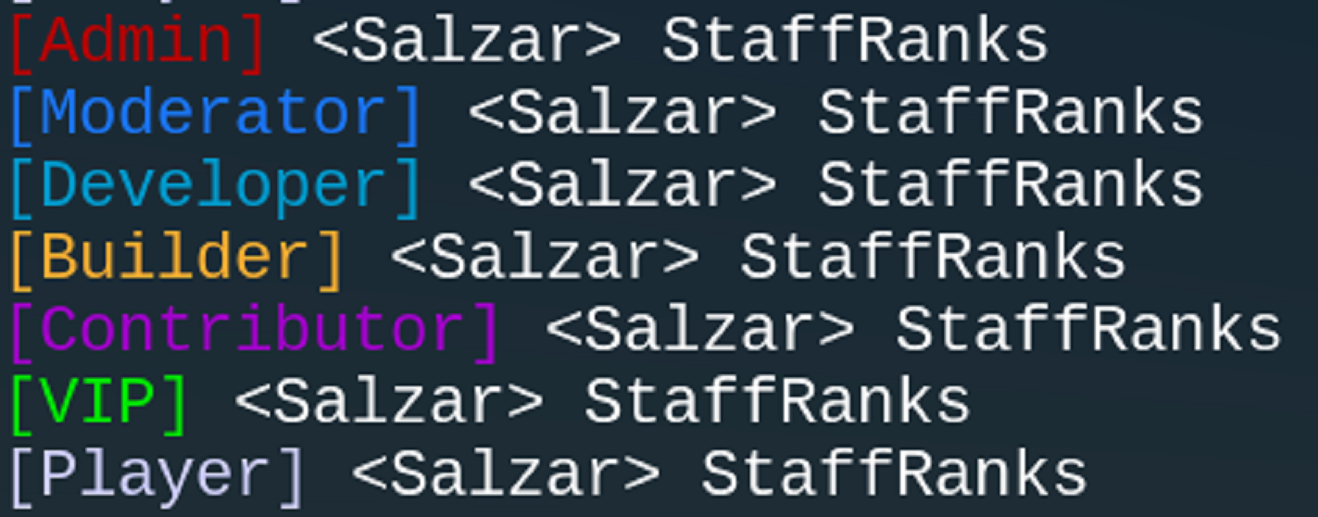 [Admin] <Salzar> StaffRanks
[Moderator] <Salzar> StaffRanks
[Developer] <Salzar> StaffRanks
[Builder] <Salzar> StaffRanks
[Contributor] <Salzar> StaffRanks
[VIP] <Salzar> StaffRanks
[Player] <Salzar> StaffRanks